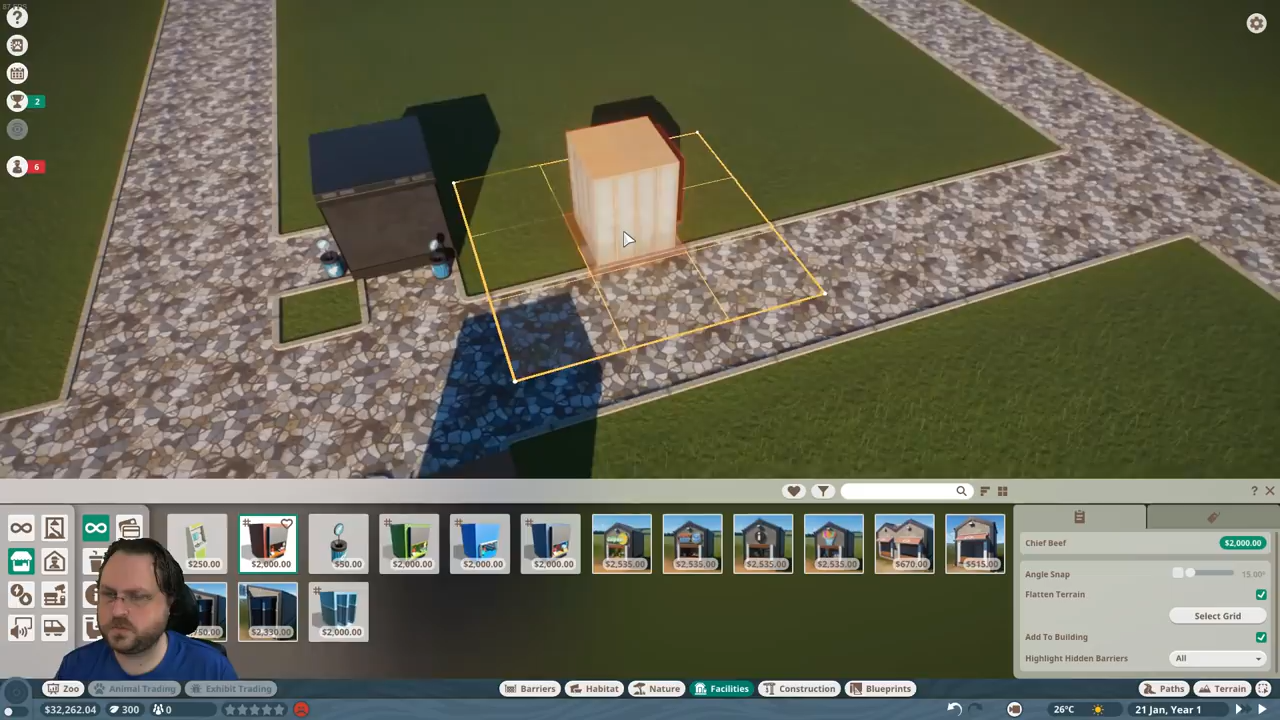 ?
2
6
$250.00
$2,000.00
$50.00
$2,000.00
$2,000.00
$2,000.00
$2,535.00
$2,535.00
$2,535.00
$2,535.00
$670.00
$515.00
$2,330.00
$2,000.00
? ×
Chief Beef $2,000.00
Angle Snap 15.00°
Flatten Terrain
Select Grid
Add To Building
Highlight Hidden Barriers All
Zoo Animal Trading Exhibit Trading Barriers Habitat Nature Facilities Construction Blueprints Paths Terrain
$32,262.04 300 0 26°C 21 Jan, Year 1